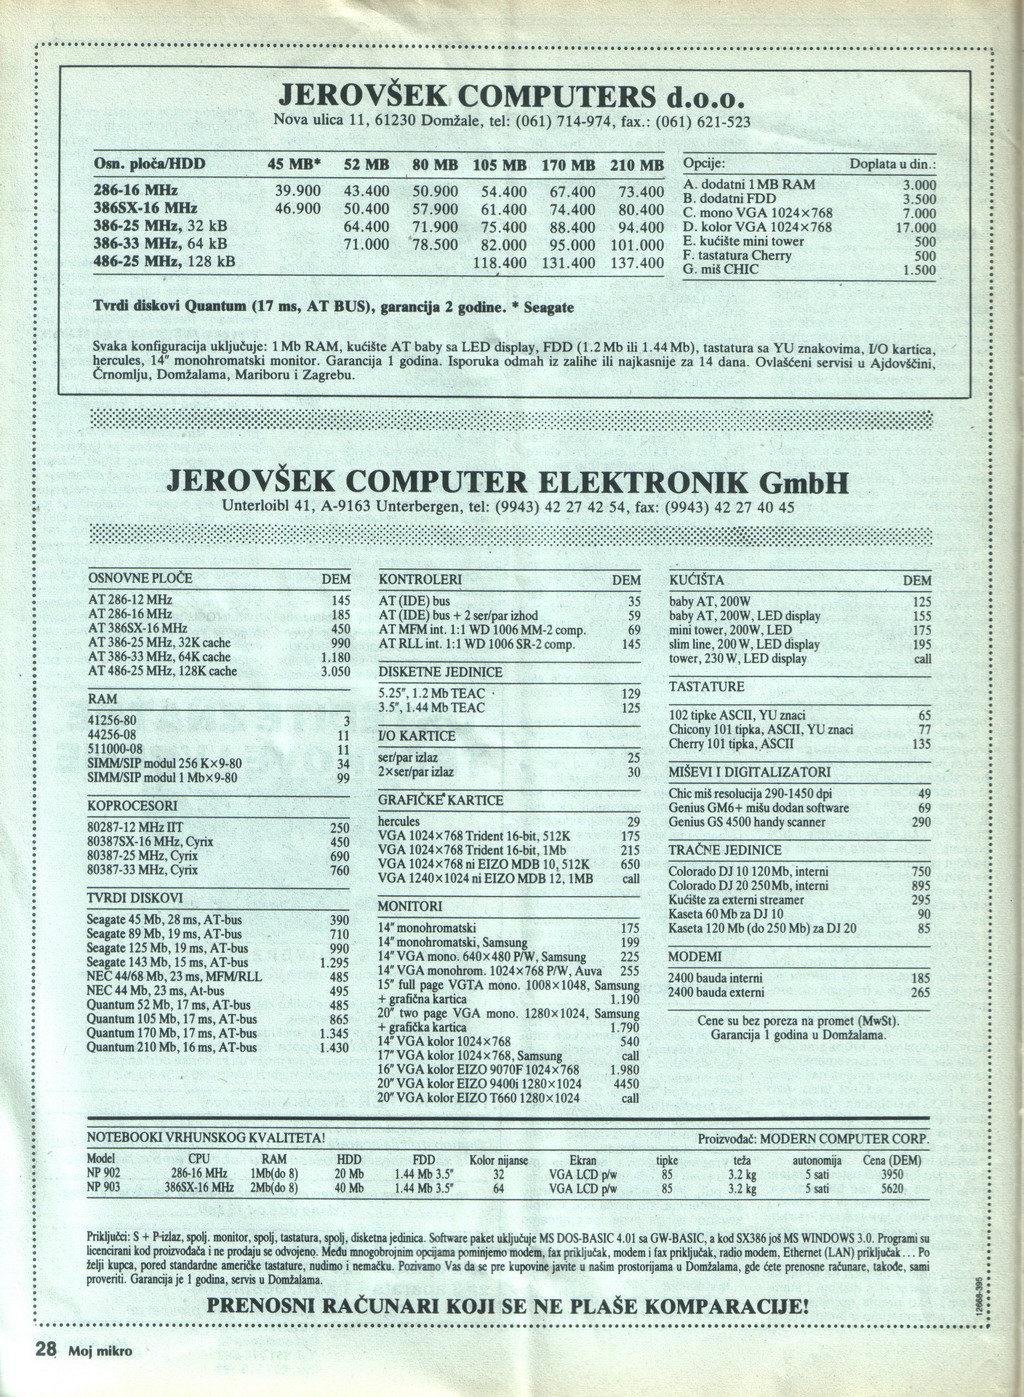 JEROVŠEK COMPUTERS d.o.o.
Nova ulica 11, 61230 Domžale, tel: (061) 714-974, fax.: (061) 621-523
Osn. ploča/HDD 45 MB* 52 MB 80 MB 105 MB 170 MB 210 MB
286-16 MHz 39.900 43.400 50.900 54.400 67.400 73.400
386SX-16 MHz 46.900 50.400 57.900 61.400 74.400 80.400
386-25 MHz, 32 kB 64.400 71.900 75.400 88.400 94.400
386-33 MHz, 64 kB 71.000 78.500 82.000 95.000 101.000
486-25 MHz, 128 kB 118.400 131.400 137.400
Opcije: Doplata u din.:
A. dodatni 1 MB RAM 3.000
B. dodatni FDD 3.500
C. mono VGA 1024×768 7.000
D. kolor VGA 1024×768 17.000
E. kućište mini tower 500
F. tastatura Cherry 500
G. miš CHIC 1.500
Tvrdi diskovi Quantum (17 ms, AT BUS), garancija 2 godine. * Seagate
Svaka konfiguracija uključuje: 1 Mb RAM, kućište AT baby sa LED display, FDD (1.2 Mb ili 1.44 Mb), tastatura sa YU znakovima, I/O kartica,
hercules, 14" monohromatski monitor. Garancija 1 godina. Isporuka odmah iz zalihe ili najkasnije za 14 dana. Ovlašćeni servisi u Ajdovščini,
Črnomlju, Domžalama, Mariboru i Zagrebu.
JEROVŠEK COMPUTER ELEKTRONIK GmbH
Unterloibl 41, A-9163 Unterbergen, tel: (9943) 42 27 42 54, fax: (9943) 42 27 40 45
OSNOVNE PLOČE DEM
AT 286-12 MHz 145
AT 286-16 MHz 185
AT 386SX-16 MHz 450
AT 386-25 MHz, 32K cache 990
AT 386-33 MHz, 64K cache 1.180
AT 486-25 MHz, 128K cache 3.050
RAM
41256-80 3
44256-08 11
511000-08 11
SIMM/SIP modul 256 K×9-80 34
SIMM/SIP modul 1 Mb×9-80 99
KOPROCESORI
80287-12 MHz IIT 250
80387SX-16 MHz, Cyrix 450
80387-25 MHz, Cyrix 690
80387-33 MHz, Cyrix 760
TVRDI DISKOVI
Seagate 45 Mb, 28 ms, AT-bus 390
Seagate 89 Mb, 19 ms, AT-bus 710
Seagate 125 Mb, 19 ms, AT-bus 990
Seagate 143 Mb, 15 ms, AT-bus 1.295
NEC 44/68 Mb, 23 ms, MFM/RLL 485
NEC 44 Mb, 23 ms, At-bus 495
Quantum 52 Mb, 17 ms, AT-bus 485
Quantum 105 Mb, 17 ms, AT-bus 865
Quantum 170 Mb, 17 ms, AT-bus 1.345
Quantum 210 Mb, 16 ms, AT-bus 1.430
KONTROLERI DEM
AT (IDE) bus 35
AT (IDE) bus + 2 ser/par izhod 59
AT MFM int. 1:1 WD 1006 MM-2 comp. 69
AT RLL int. 1:1 WD 1006 SR-2 comp. 145
DISKETNE JEDINICE
5.25", 1.2 Mb TEAC 129
3.5", 1.44 Mb TEAC 125
I/O KARTICE
ser/par izlaz 25
2×ser/par izlaz 30
GRAFIČKE KARTICE
hercules 29
VGA 1024×768 Trident 16-bit, 512K 175
VGA 1024×768 Trident 16-bit, 1Mb 215
VGA 1024×768 ni EIZO MDB 10, 512K 650
VGA 1240×1024 ni EIZO MDB 12, 1MB call
MONITORI
14" monohromatski 175
14" monohromatski, Samsung 199
14" VGA mono. 640×480 P/W, Samsung 225
14" VGA monohrom. 1024×768 P/W, Auva 255
15" full page VGTA mono. 1008×1048, Samsung
+ grafična kartica 1.190
20" two page VGA mono. 1280×1024, Samsung
+ grafička kartica 1.790
14" VGA kolor 1024×768 540
17" VGA kolor 1024×768, Samsung call
16" VGA kolor EIZO 9070F 1024×768 1.980
20" VGA kolor EIZO 9400i 1280×1024 4450
20" VGA kolor EIZO T660 1280×1024 call
KUĆIŠTA DEM
baby AT, 200W 125
baby AT, 200W, LED display 155
mini tower, 200W, LED 175
slim line, 200 W, LED display 195
tower, 230 W, LED display call
TASTATURE
102 tipke ASCII, YU znaci 65
Chicony 101 tipka, ASCII, YU znaci 77
Cherry 101 tipka, ASCII 135
MIŠEVI I DIGITALIZATORI
Chic miš resolucija 290-1450 dpi 49
Genius GM6+ mišu dodan software 69
Genius GS 4500 handy scanner 290
TRAČNE JEDINICE
Colorado DJ 10 120Mb, interni 750
Colorado DJ 20 250Mb, interni 895
Kućište za externi streamer 295
Kaseta 60 Mb za DJ 10 90
Kaseta 120 Mb (do 250 Mb) za DJ 20 85
MODEMI
2400 bauda interni 185
2400 bauda externi 265
Cene su bez poreza na promet (MwSt).
Garancija 1 godina u Domžalama.
NOTEBOOKI VRHUNSKOG KVALITETA! Proizvođač: MODERN COMPUTER CORP.
Model CPU RAM HDD FDD Kolor nijanse Ekran tipke teža autonomija Cena (DEM)
NP 902 286-16 MHz 1Mb(do 8) 20 Mb 1.44 Mb 3.5" 32 VGA LCD p/w 85 3.2 kg 5 sati 3950
NP 903 386SX-16 MHz 2Mb(do 8) 40 Mb 1.44 Mb 3.5" 64 VGA LCD p/w 85 3.2 kg 5 sati 5620
Priključci: S + P-izlaz, spolj. monitor, spolj, tastatura, spolj, disketna jedinica. Software paket uključuje MS DOS-BASIC 4.01 sa GW-BASIC, a kod SX386 još MS WINDOWS 3.0. Programi su
licencirani kod proizvođača i ne prodaju se odvojeno. Među mnogobrojnim opcijama pominjemo modem, fax priključak, modem i fax priključak, radio modem, Ethernet (LAN) priključak... Po
želji kupca, pored standardne američke tastature, nudimo i nemačku. Pozivamo Vas da se pre kupovine javite u našim prostorijama u Domžalama, gde ćete prenosne računare, takođe, sami
proveriti. Garancija je 1 godina, servis u Domžalama.
PRENOSNI RAČUNARI KOJI SE NE PLAŠE KOMPARACIJE!
12668-395
28 Moj mikro